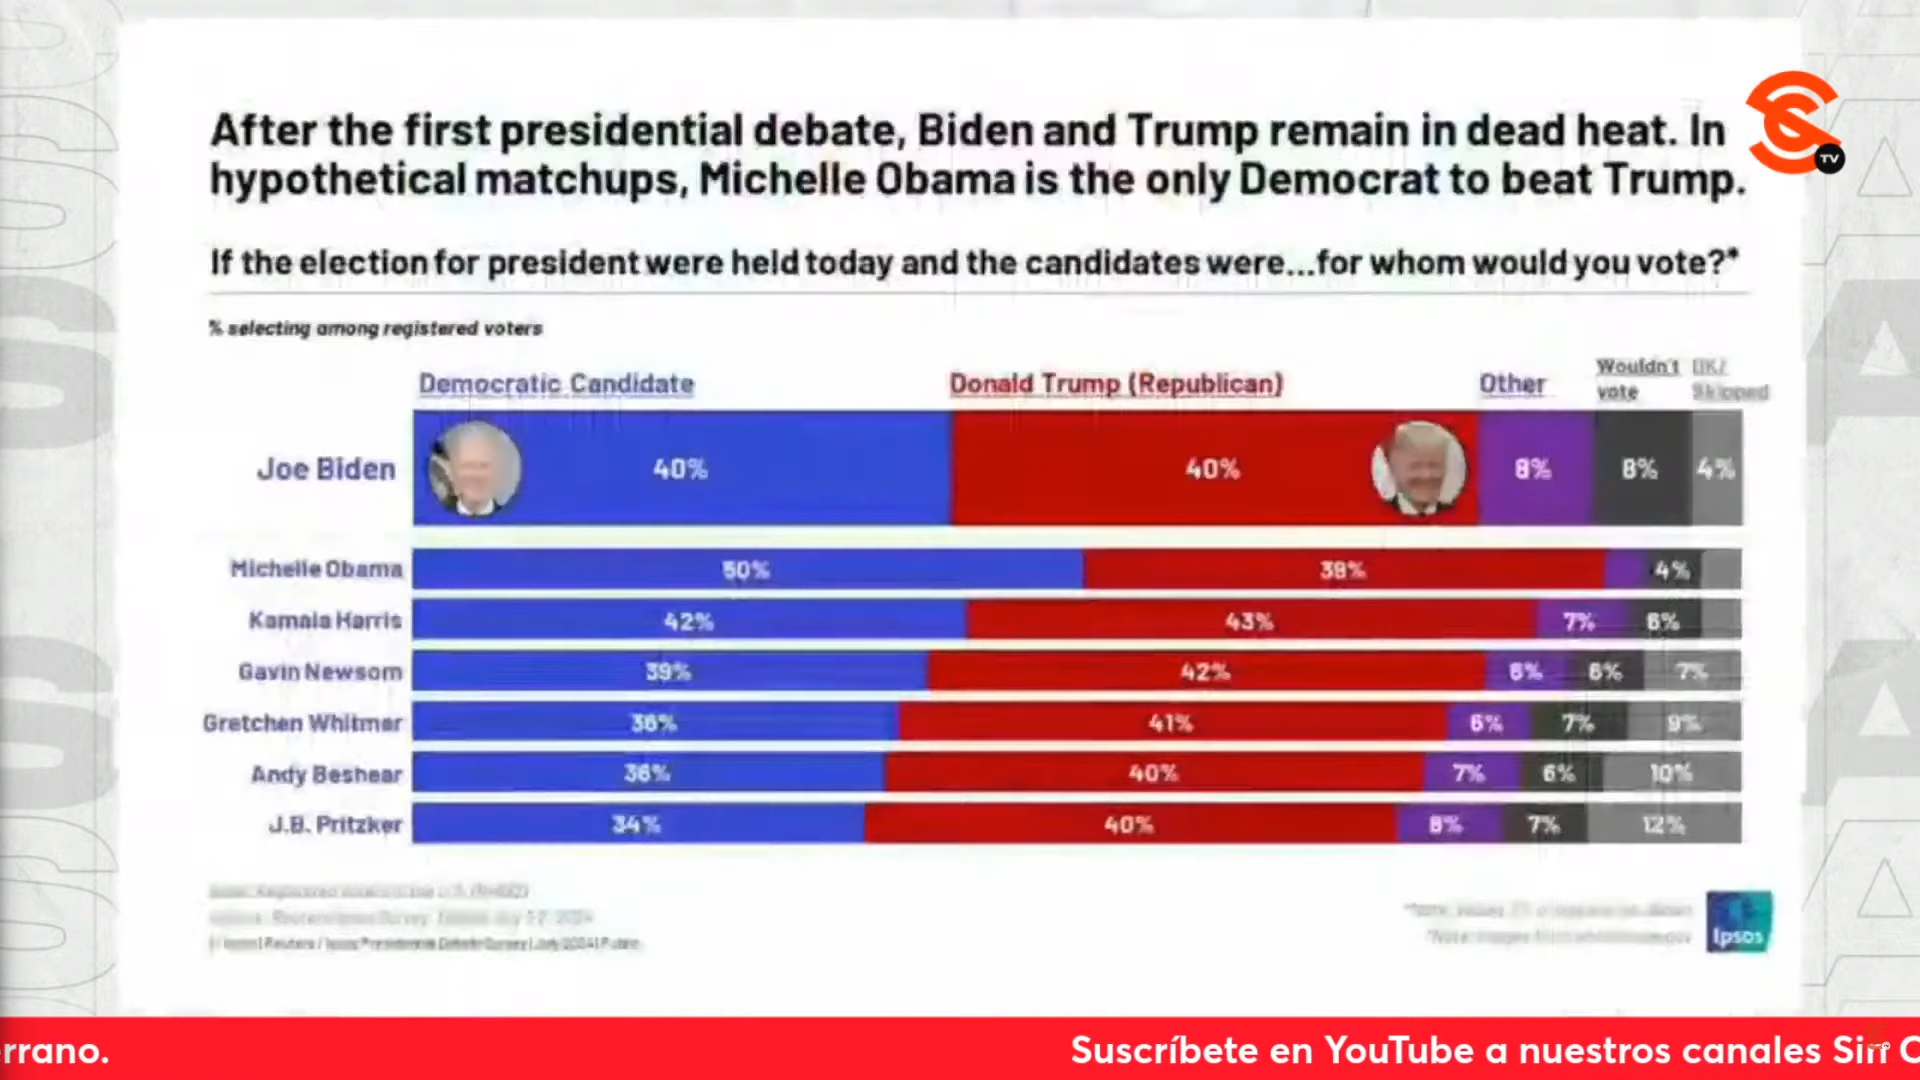 After the first presidential debate, Biden and Trump remain in dead heat. In
hypothetical matchups, Michelle Obama is the only Democrat to beat Trump.
TV
If the election for president were held today and the candidates were...for whom would you vote?*
% selecting among registered voters
Democratic Candidate Donald Trump (Republican) Other Wouldn't vote DK/ Skipped
Joe Biden 40% 40% 8% 8% 4%
Michelle Obama 50% 39% 4%
Kamala Harris 42% 43% 7% 6%
Gavin Newsom 39% 42% 6% 6% 7%
Gretchen Whitmer 36% 41% 6% 7% 9%
Andy Beshear 36% 40% 7% 6% 10%
J.B. Pritzker 34% 40% 8% 7% 12%
Ipsos
rrano.
Suscríbete en YouTube a nuestros canales Sin